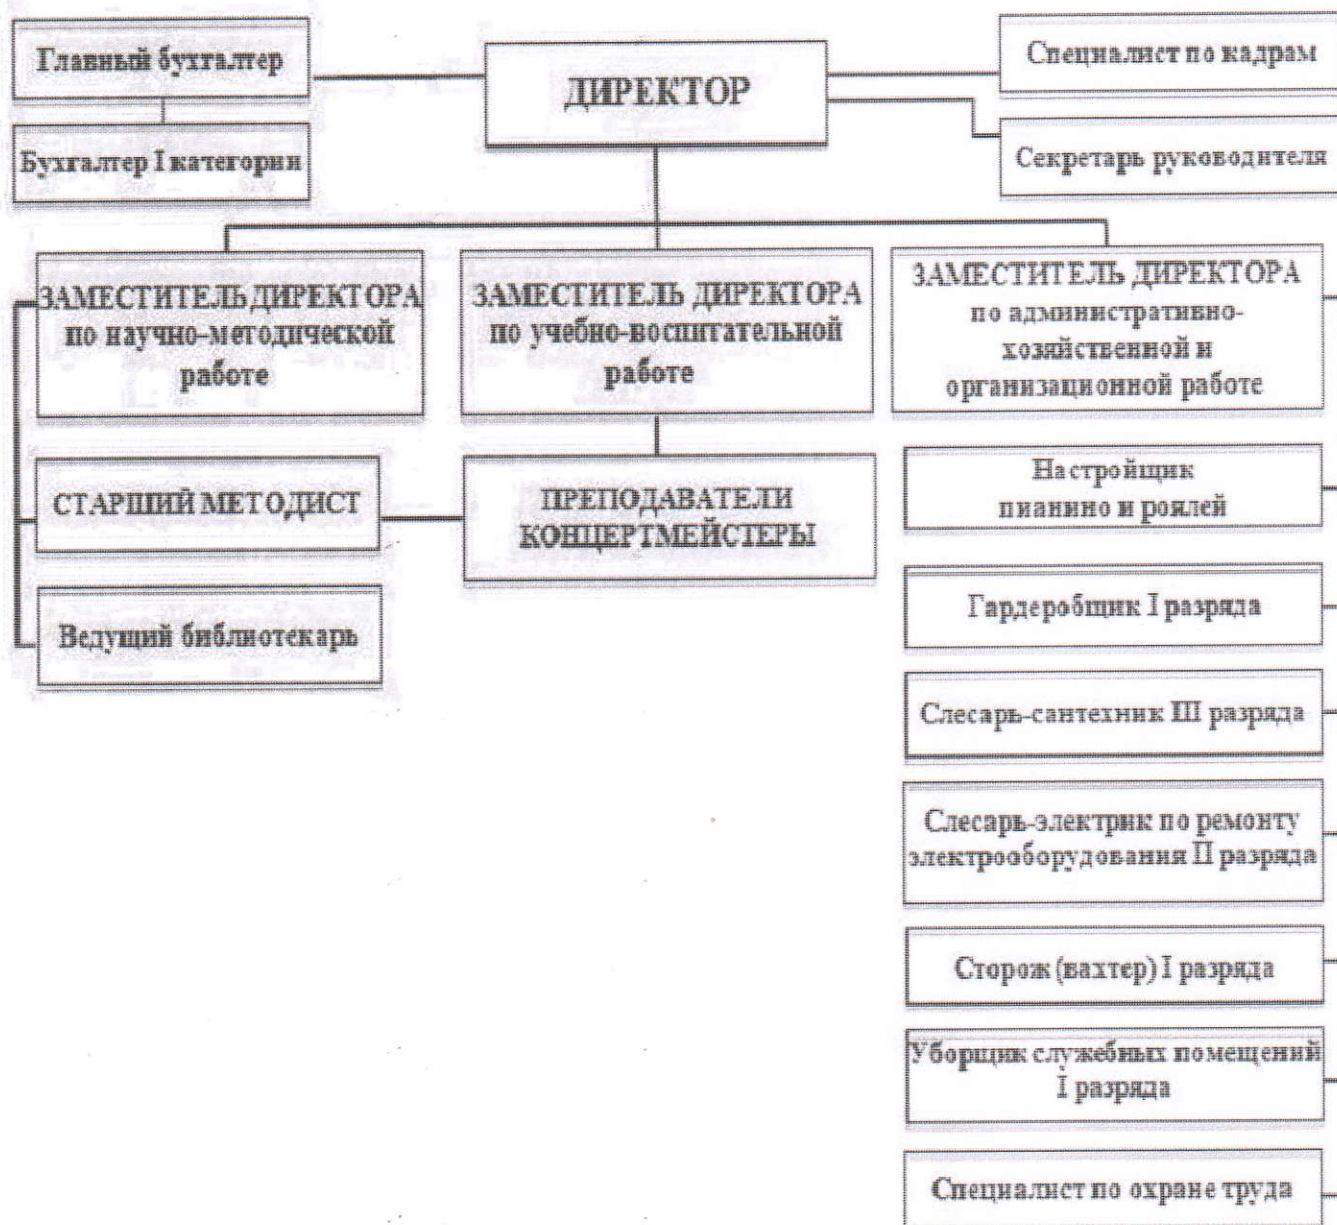 Главный бухгалтер
ДИРЕКТОР
Специалист по кадрам
Бухгалтер I категории
Секретарь руководителя
ЗАМЕСТИТЕЛЬ ДИРЕКТОРА
по научно-методической
работе
ЗАМЕСТИТЕЛЬ ДИРЕКТОРА
по учебно-воспитательной
работе
ЗАМЕСТИТЕЛЬ ДИРЕКТОРА
по административно-
хозяйственной и
организационной работе
СТАРШИЙ МЕТОДИСТ
ПРЕПОДАВАТЕЛИ
КОНЦЕРТМЕЙСТЕРЫ
Настройщик
пианино и роялей
Ведущий библиотекарь
Гардеробщик I разряда
Слесарь-сантехник III разряда
Слесарь-электрик по ремонту
электрооборудования II разряда
Сторож (вахтер) I разряда
Уборщик служебных помещений
I разряда
Специалист по охране труда